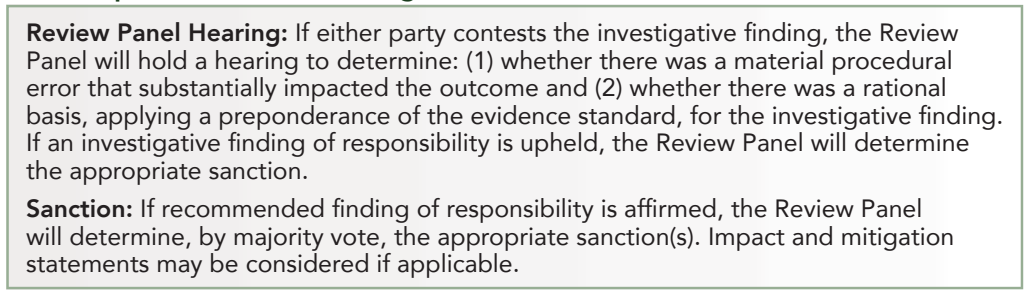 Review Panel Hearing: If either party contests the investigative finding, the Review
Panel will hold a hearing to determine: (1) whether there was a material procedural
error that substantially impacted the outcome and (2) whether there was a rational
basis, applying a preponderance of the evidence standard, for the investigative finding.
If an investigative finding of responsibility is upheld, the Review Panel will determine
the appropriate sanction.
Sanction: If recommended finding of responsibility is affirmed, the Review Panel
will determine, by majority vote, the appropriate sanction(s). Impact and mitigation
statements may be considered if applicable.